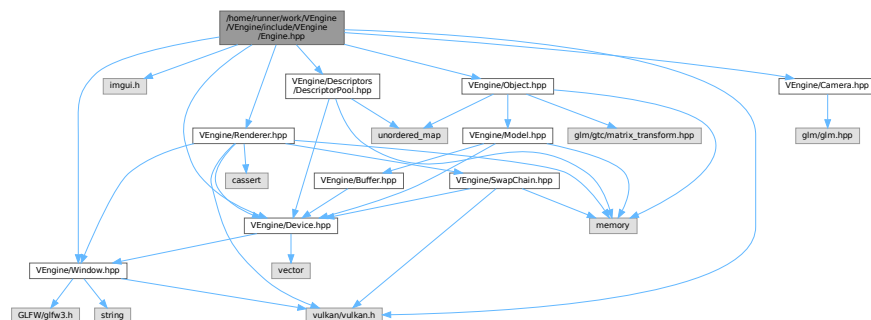 /home/runner/work/VEngine
/VEngine/include/VEngine
/Engine.hpp
imgui.h
VEngine/Descriptors
/DescriptorPool.hpp
VEngine/Object.hpp
VEngine/Camera.hpp
VEngine/Renderer.hpp
unordered_map
VEngine/Model.hpp
glm/gtc/matrix_transform.hpp
glm/glm.hpp
cassert
VEngine/Buffer.hpp
VEngine/SwapChain.hpp
VEngine/Device.hpp
memory
VEngine/Window.hpp
vector
GLFW/glfw3.h
string
vulkan/vulkan.h